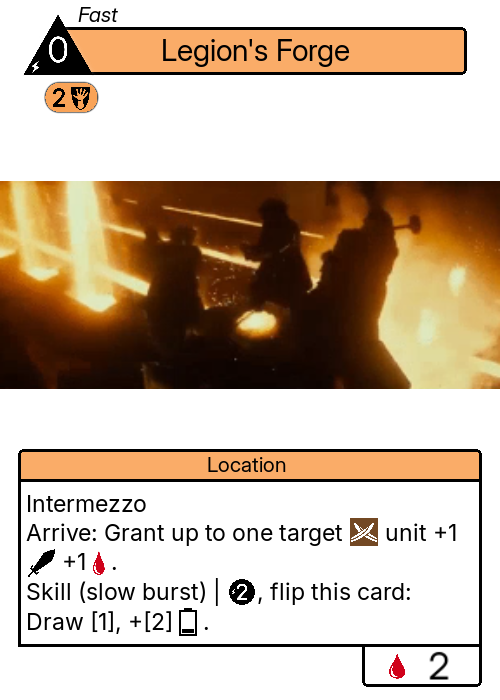 Fast
0
Legion's Forge
2
Location
Intermezzo
Arrive: Grant up to one target unit +1
+1 .
Skill (slow burst) | 2, flip this card:
Draw [1], +[2] .
2